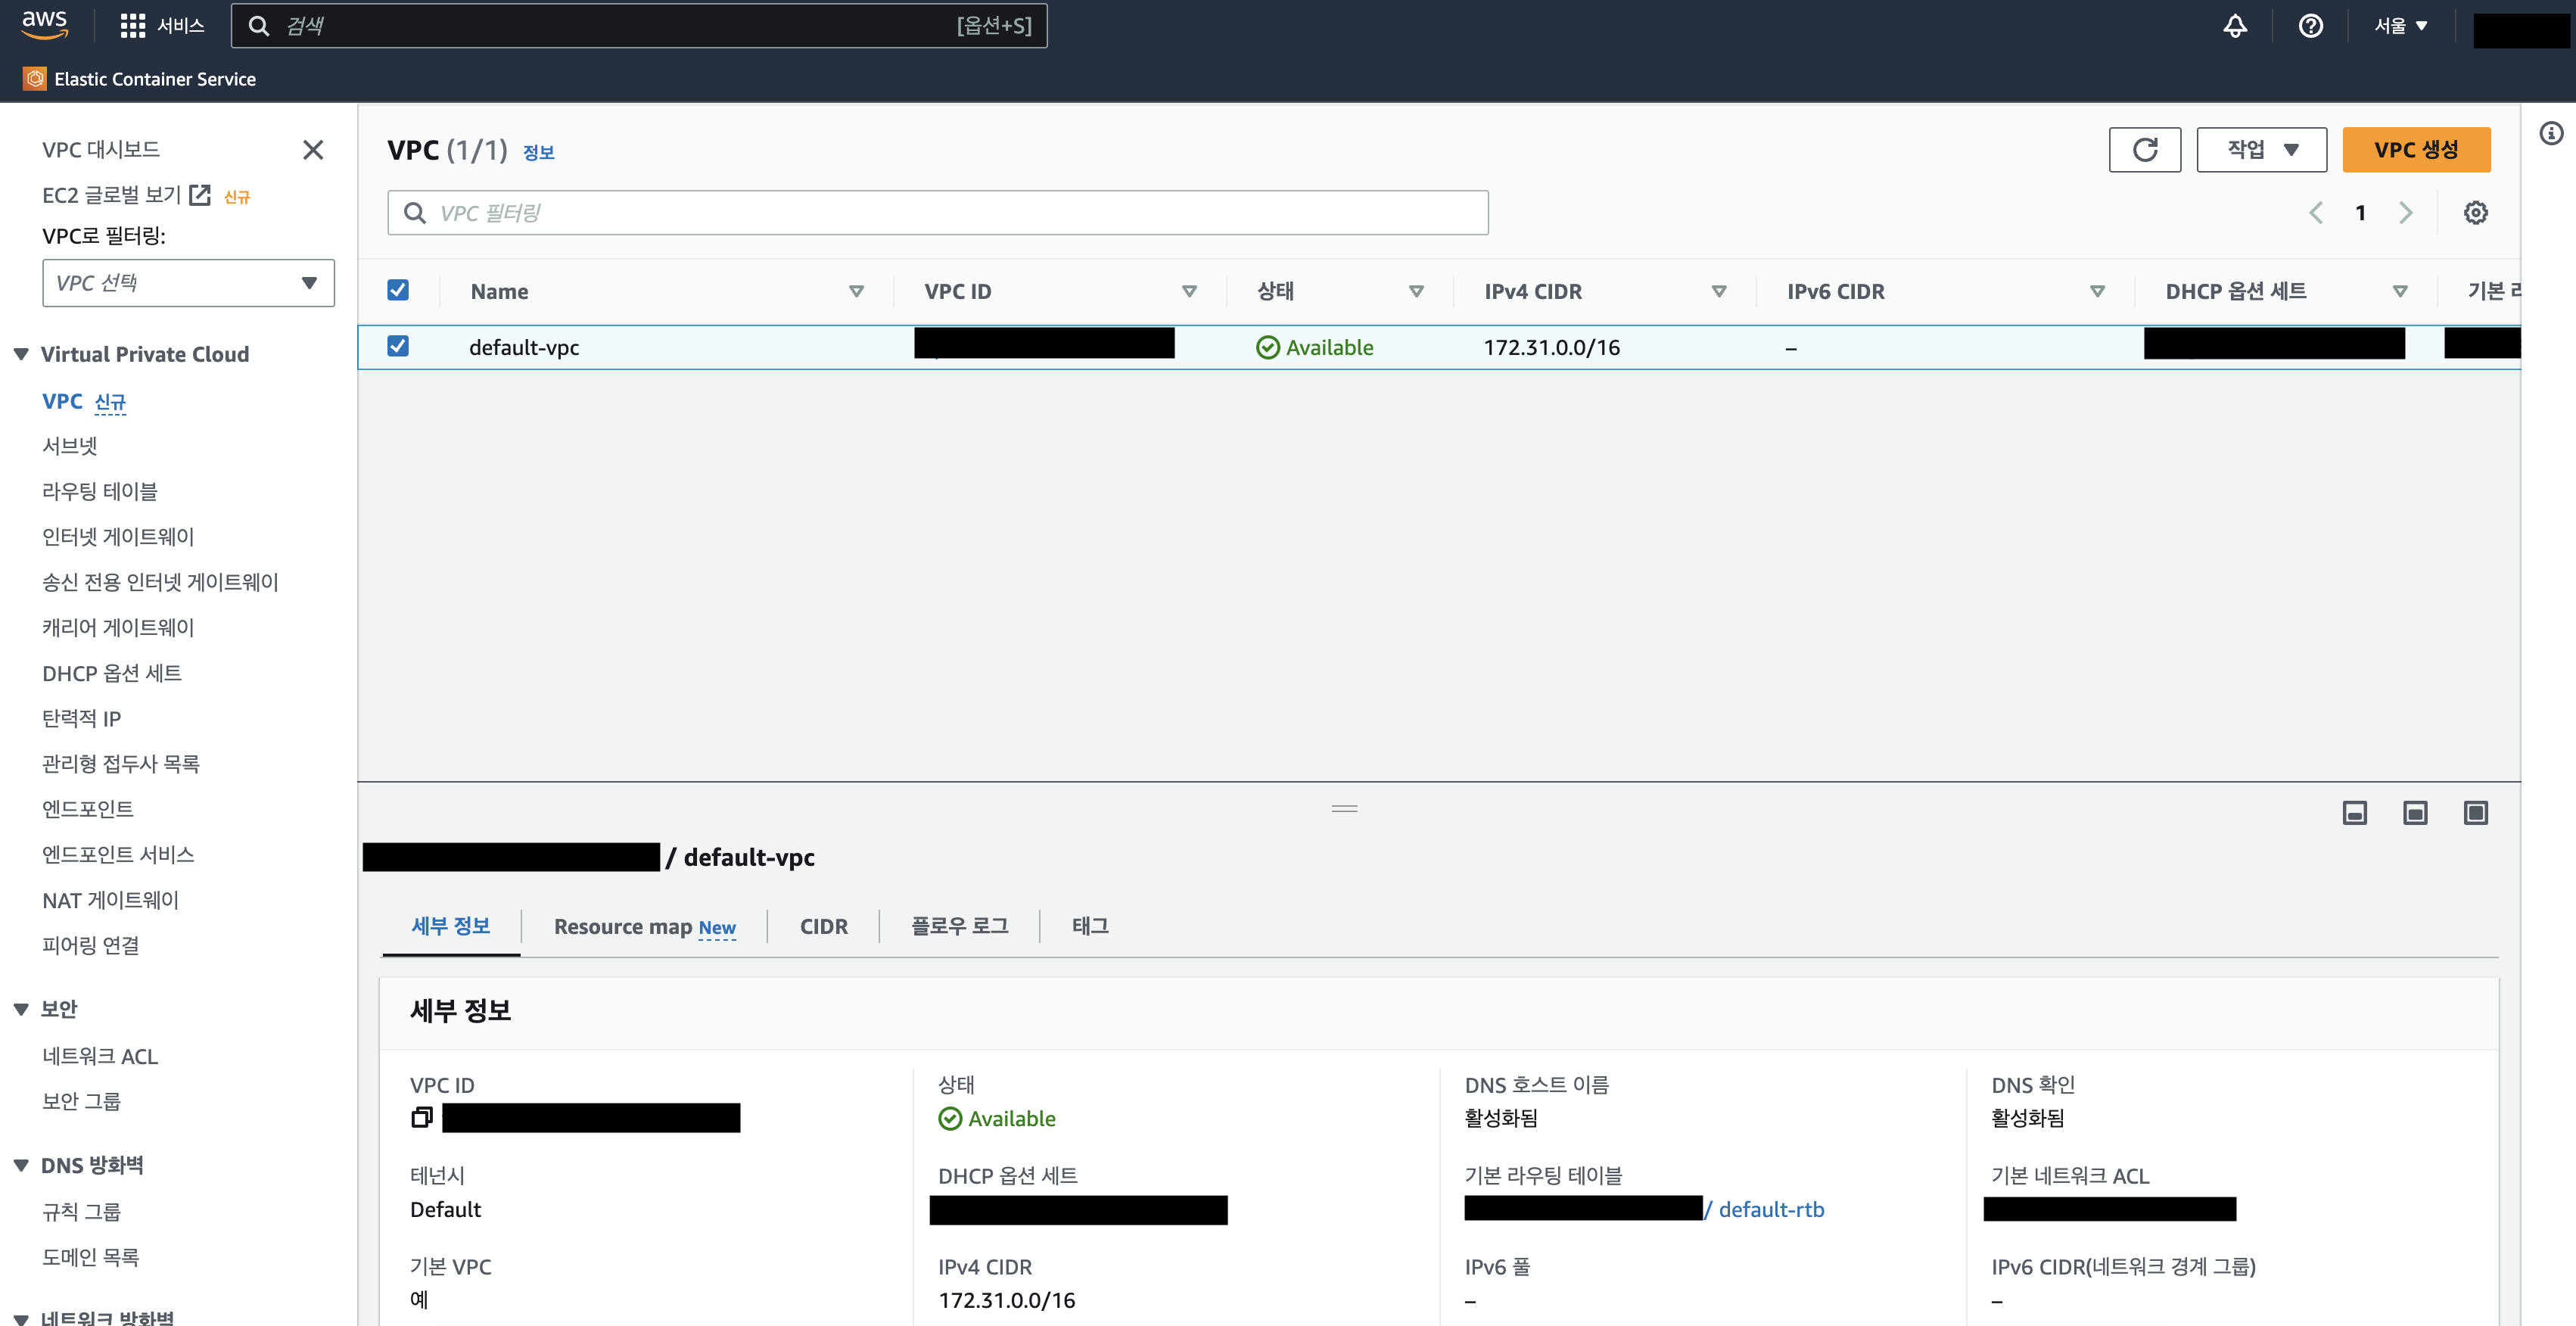 aws
서비스
검색
[옵션+S]
서울
Elastic Container Service
VPC 대시보드
EC2 글로벌 보기 신규
VPC로 필터링:
VPC 선택
Virtual Private Cloud
VPC 신규
서브넷
라우팅 테이블
인터넷 게이트웨이
송신 전용 인터넷 게이트웨이
캐리어 게이트웨이
DHCP 옵션 세트
탄력적 IP
관리형 접두사 목록
엔드포인트
엔드포인트 서비스
NAT 게이트웨이
피어링 연결
보안
네트워크 ACL
보안 그룹
DNS 방화벽
규칙 그룹
도메인 목록
네트워크 방화벽
VPC (1/1) 정보
작업
VPC 생성
VPC 필터링
1
Name VPC ID 상태 IPv4 CIDR IPv6 CIDR DHCP 옵션 세트 기본
default-vpc Available 172.31.0.0/16 –
/ default-vpc
세부 정보 Resource map New CIDR 플로우 로그 태그
세부 정보
VPC ID
상태
Available
DNS 호스트 이름
활성화됨
DNS 확인
활성화됨
테넌시
Default
DHCP 옵션 세트
기본 라우팅 테이블
/ default-rtb
기본 네트워크 ACL
기본 VPC
예
IPv4 CIDR
172.31.0.0/16
IPv6 풀
–
IPv6 CIDR(네트워크 경계 그룹)
–